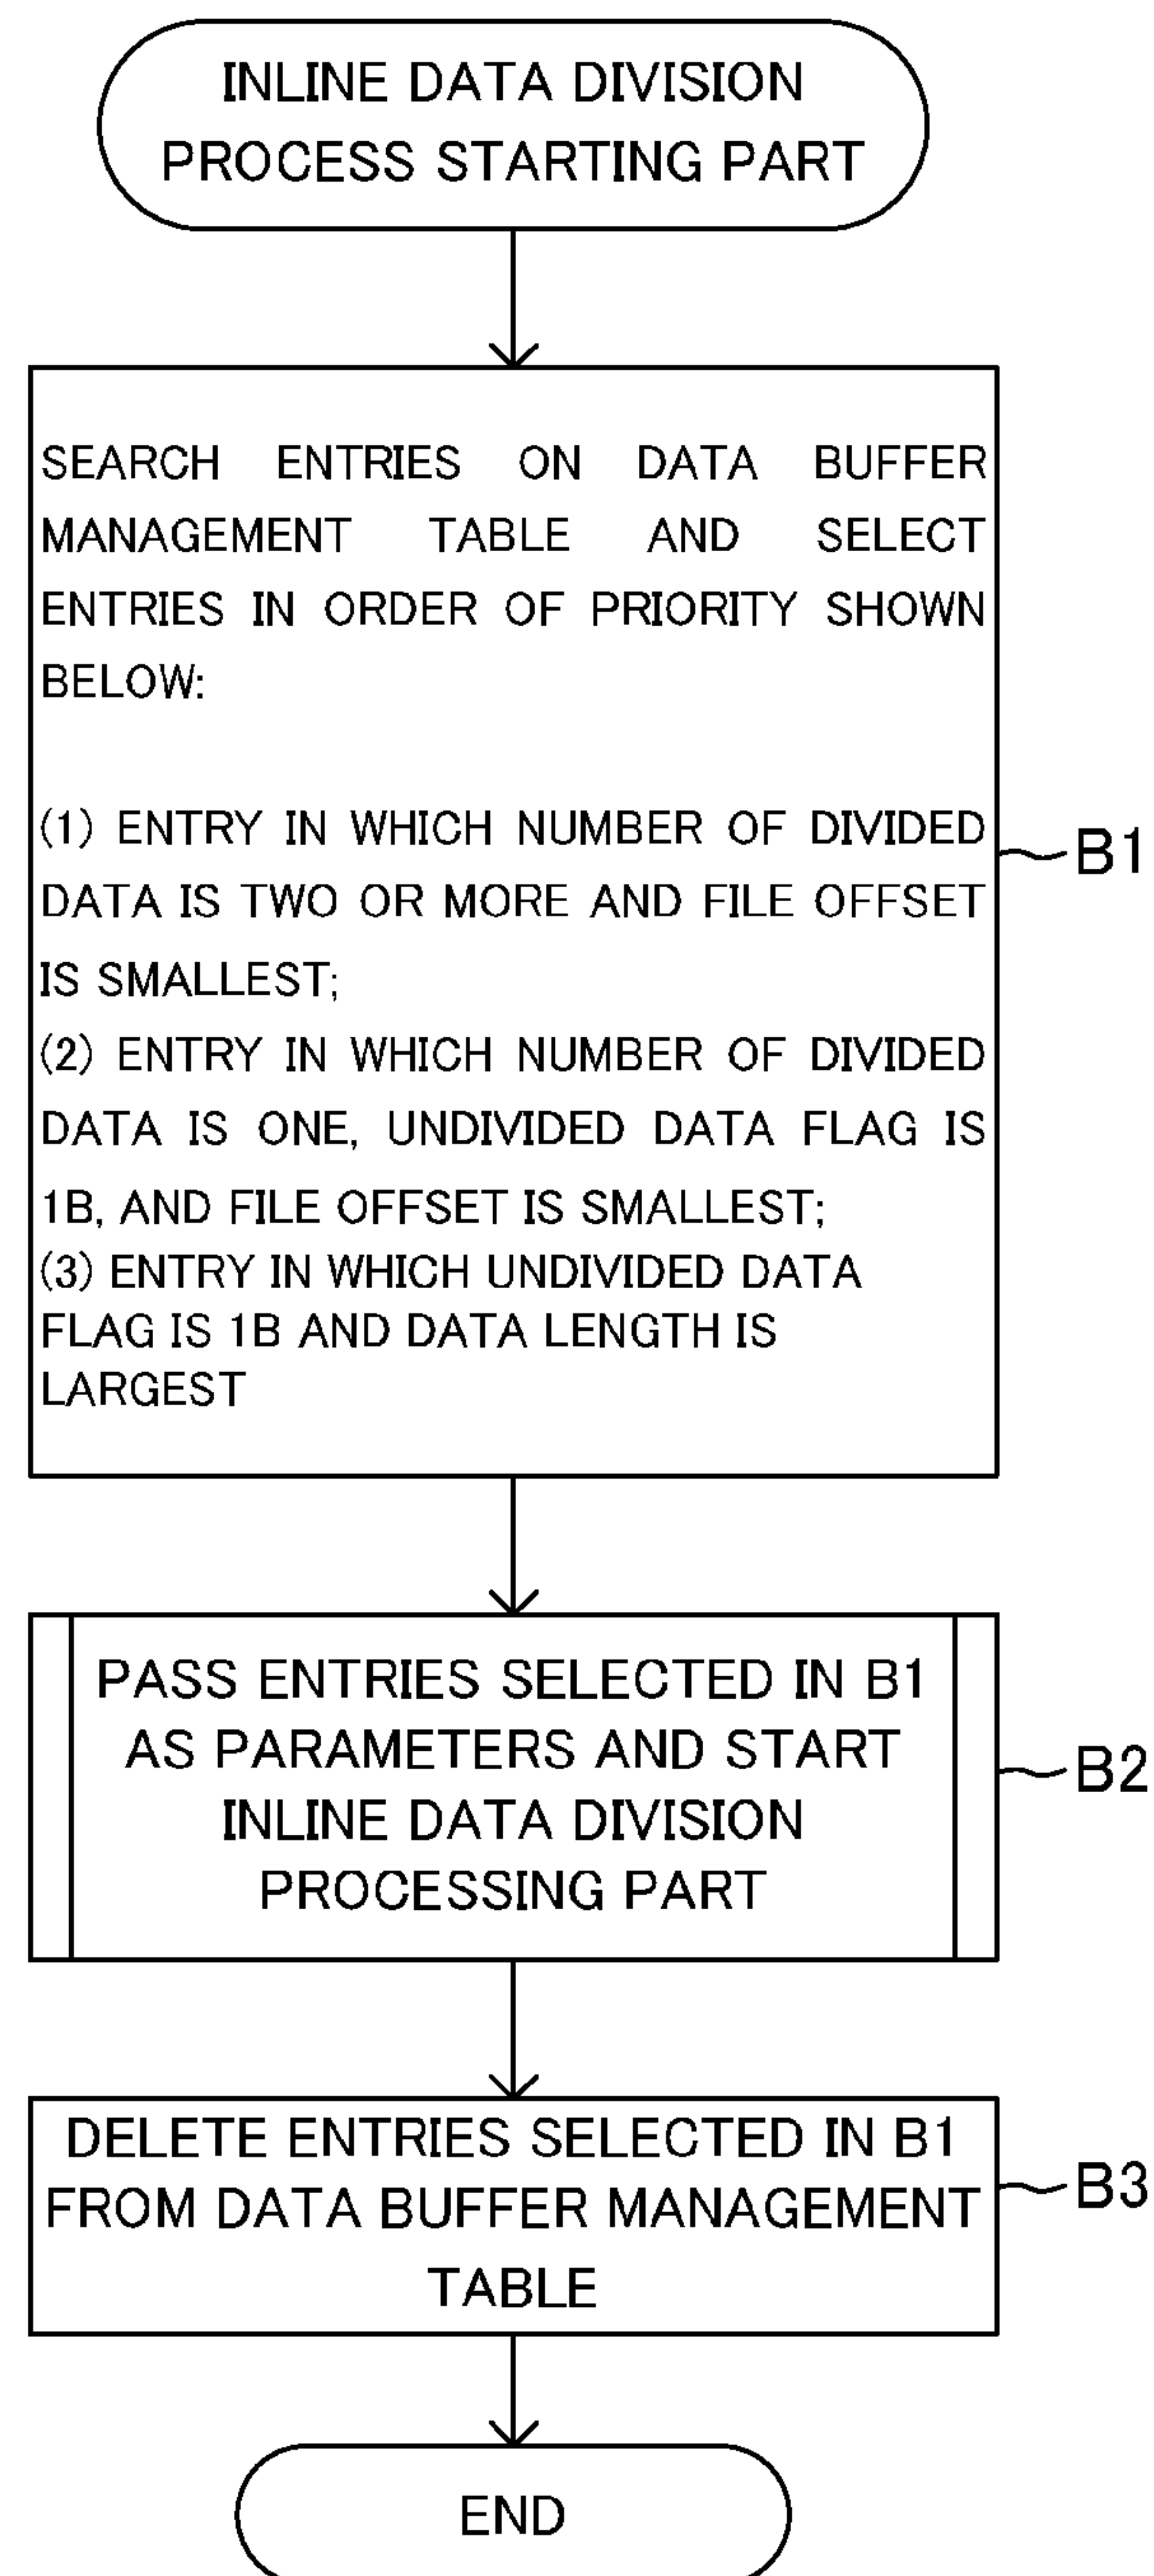 INLINE DATA DIVISION
PROCESS STARTING PART
SEARCH ENTRIES ON DATA BUFFER
MANAGEMENT TABLE AND SELECT
ENTRIES IN ORDER OF PRIORITY SHOWN
BELOW:
(1) ENTRY IN WHICH NUMBER OF DIVIDED
DATA IS TWO OR MORE AND FILE OFFSET
IS SMALLEST;
(2) ENTRY IN WHICH NUMBER OF DIVIDED
DATA IS ONE, UNDIVIDED DATA FLAG IS
1B, AND FILE OFFSET IS SMALLEST;
(3) ENTRY IN WHICH UNDIVIDED DATA
FLAG IS 1B AND DATA LENGTH IS
LARGEST
B1
PASS ENTRIES SELECTED IN B1
AS PARAMETERS AND START
INLINE DATA DIVISION
PROCESSING PART
B2
DELETE ENTRIES SELECTED IN B1
FROM DATA BUFFER MANAGEMENT
TABLE
B3
END